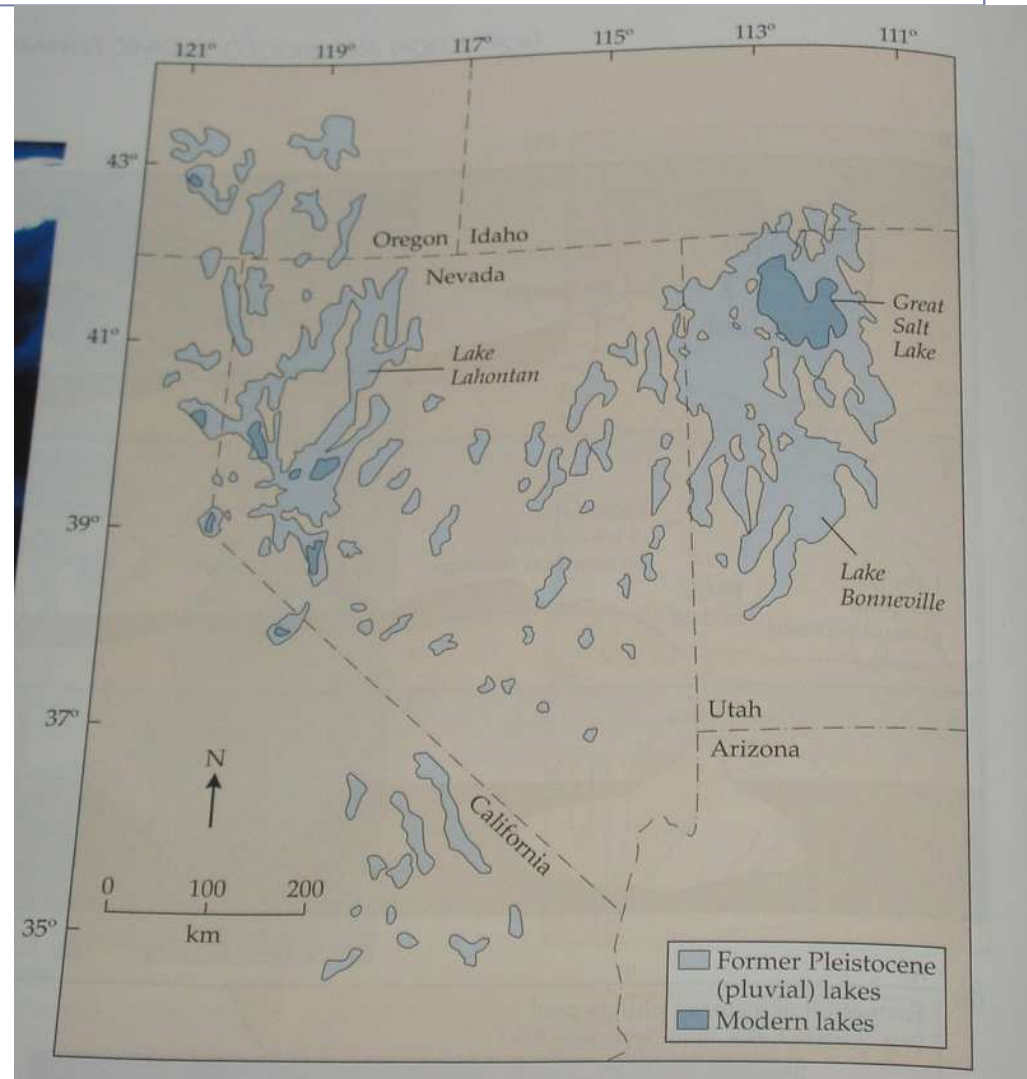 121° 119° 117° 115° 113° 111°
43°
Oregon Idaho
Nevada
Great
Salt
Lake
41°
Lake
Lahontan
39°
Lake
Bonneville
37°
Utah
Arizona
N
California
0 100 200
km
35°
Former Pleistocene
(pluvial) lakes
Modern lakes